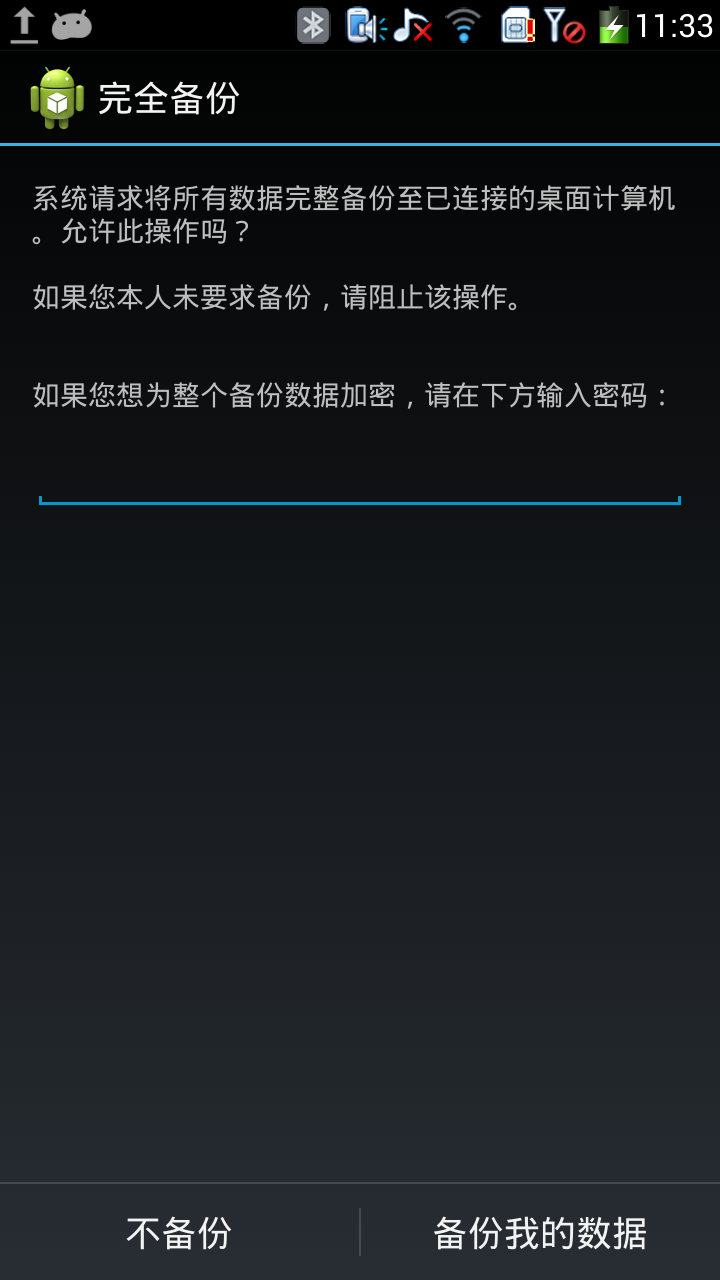 11:33
完全备份
系统请求将所有数据完整备份至已连接的桌面计算机
。允许此操作吗？
如果您本人未要求备份，请阻止该操作。
如果您想为整个备份数据加密，请在下方输入密码：
不备份
备份我的数据